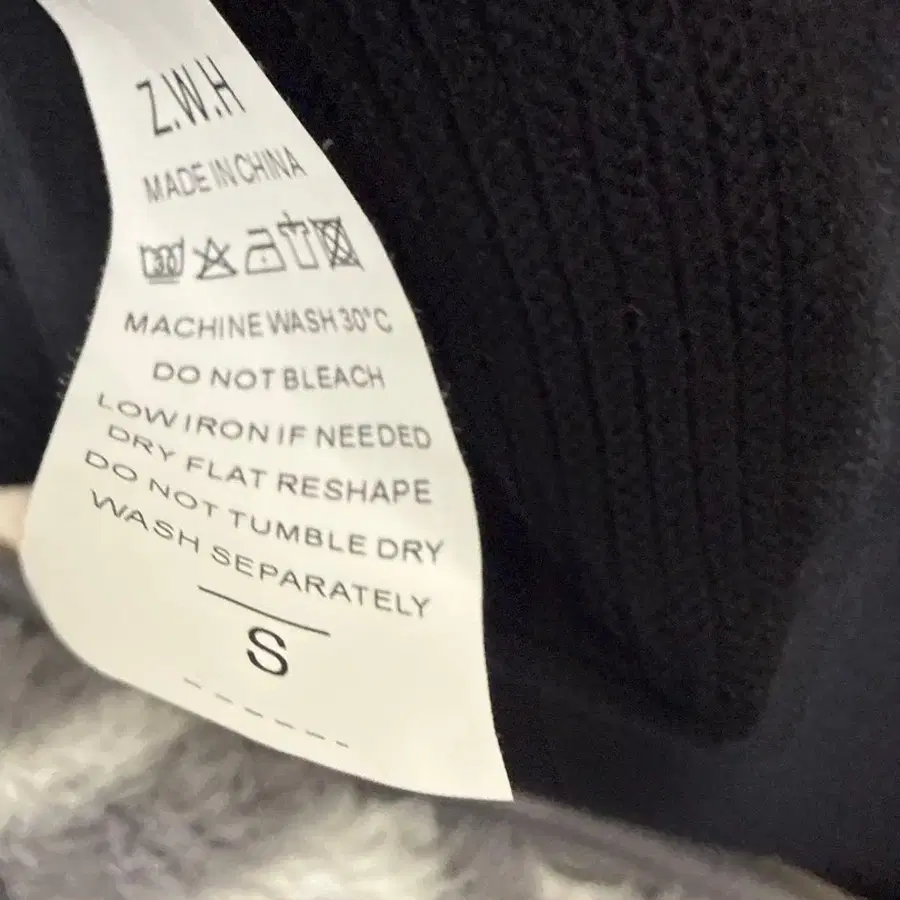 Z.W.H
MADE IN CHINA
30
MACHINE WASH 30°C
DO NOT BLEACH
LOW IRON IF NEEDED
DRY FLAT RESHAPE
DO NOT TUMBLE DRY
WASH SEPARATELY
S